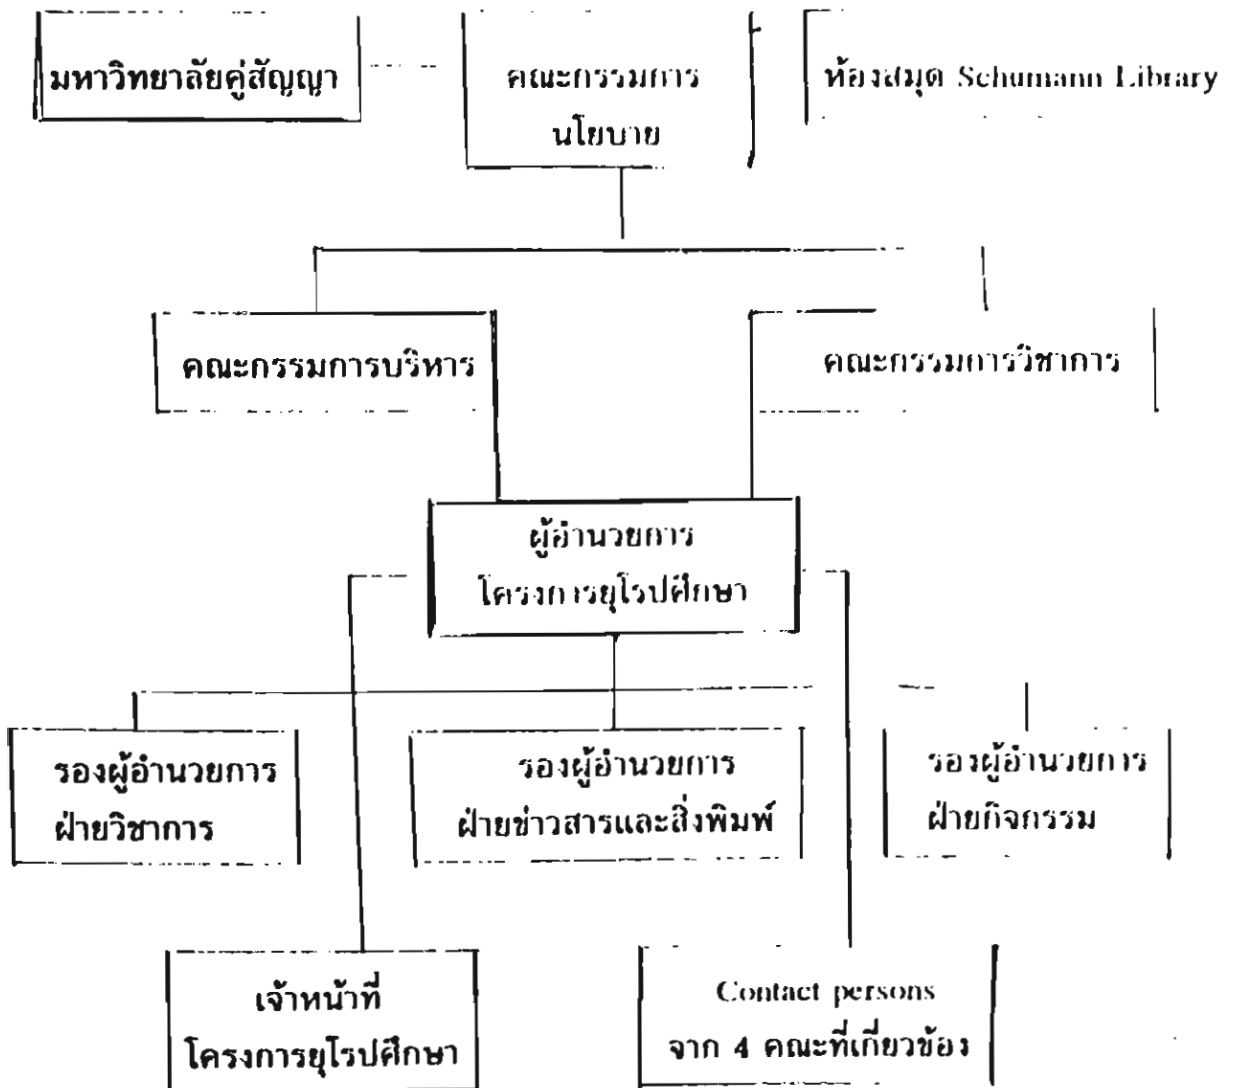 มหาวิทยาลัยคู่สัญญา
คณะกรรมการ
นโยบาย
ห้องสมุด Schumann Library
คณะกรรมการบริหาร
คณะกรรมการวิชาการ
ผู้อำนวยการ
โครงการยุโรปศึกษา
รองผู้อำนวยการ
ฝ่ายวิชาการ
รองผู้อำนวยการ
ฝ่ายข่าวสารและสิ่งพิมพ์
รองผู้อำนวยการ
ฝ่ายกิจกรรม
เจ้าหน้าที่
โครงการยุโรปศึกษา
Contact persons
จาก 4 คณะที่เกี่ยวข้อง